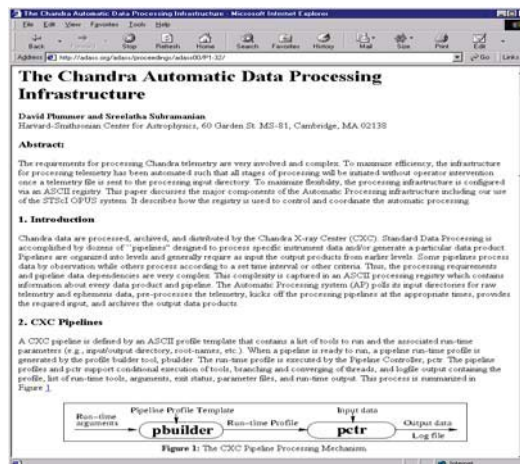 The Chandra Automatic Data Processing Infrastructure - Microsoft Internet Explorer
File Edit View Favorites Tools Help
Back Stop Refresh Home Search Favorites History Mail Size Print Edit
Address http://adass.org/adass/proceedings/adass00/P1-32/ Go Links
The Chandra Automatic Data Processing
Infrastructure
David Plummer and Sreelatha Subramanian
Harvard-Smithsonian Center for Astrophysics, 60 Garden St. MS-81, Cambridge, MA 02138
Abstract:
The requirements for processing Chandra telemetry are very involved and complex. To maximize efficiency, the infrastructure
for processing telemetry has been automated such that all stages of processing will be initiated without operator intervention
once a telemetry file is sent to the processing input directory. To maximize flexibility, the processing infrastructure is configured
via an ASCII registry. This paper discusses the major components of the Automatic Processing infrastructure including our use
of the STScI OPUS system. It describes how the registry is used to control and coordinate the automatic processing.
1. Introduction
Chandra data are processed, archived, and distributed by the Chandra X-ray Center (CXC). Standard Data Processing is
accomplished by dozens of ``pipelines'' designed to process specific instrument data and/or generate a particular data product.
Pipelines are organized into levels and generally require as input the output products from earlier levels. Some pipelines process
data by observation while others process according to a set time interval or other criteria. Thus, the processing requirements
and pipeline data dependencies are very complex. This complexity is captured in an ASCII processing registry which contains
information about every data product and pipeline. The Automatic Processing system (AP) polls its input directories for raw
telemetry and ephemeris data, pre-processes the telemetry, kicks off the processing pipelines at the appropriate times, provides
the required input, and archives the output data products.
2. CXC Pipelines
A CXC pipeline is defined by an ASCII profile template that contains a list of tools to run and the associated run-time
parameters (e.g., input/output directory, root-names, etc.). When a pipeline is ready to run, a pipeline run-time profile is
generated by the profile builder tool, pbuilder. The run-time profile is executed by the Pipeline Controller, pctr. The pipeline
profiles and pctr support conditional execution of tools, branching and converging of threads, and logfile output containing the
profile, list of run-time tools, arguments, exit status, parameter files, and run-time output. This process is summarized in
Figure 1.
Pipeline Profile Template Input data
Run-time arguments pbuilder Run-time Profile pctr Output data
Log file
Figure 1: The CXC Pipeline Processing Mechanism.
Internet